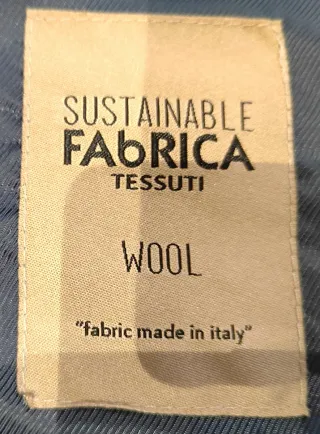 SUSTAINABLE
FAbRICA
TESSUTI
WOOL
"fabric made in italy"